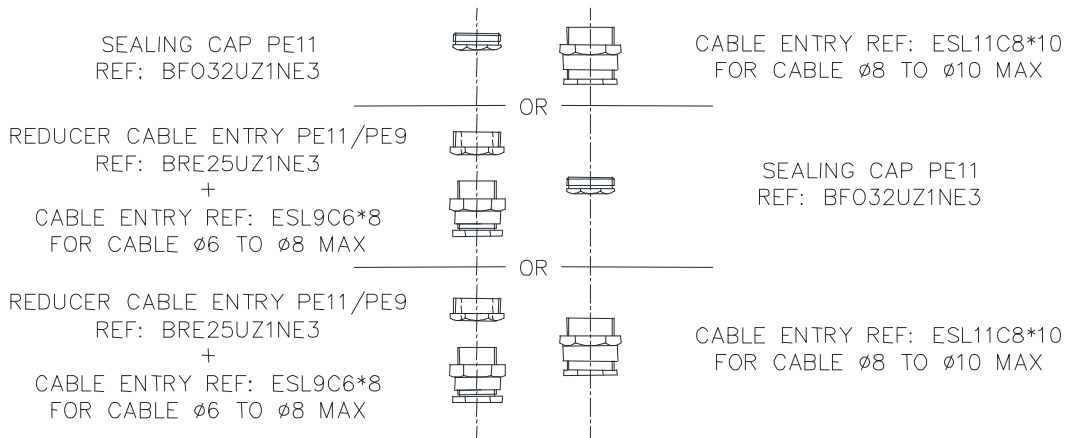 SEALING CAP PE11
REF: BFO32UZ1NE3
CABLE ENTRY REF: ESL11C8*10
FOR CABLE ø8 TO ø10 MAX
OR
REDUCER CABLE ENTRY PE11/PE9
REF: BRE25UZ1NE3
+
CABLE ENTRY REF: ESL9C6*8
FOR CABLE ø6 TO ø8 MAX
SEALING CAP PE11
REF: BFO32UZ1NE3
OR
REDUCER CABLE ENTRY PE11/PE9
REF: BRE25UZ1NE3
+
CABLE ENTRY REF: ESL9C6*8
FOR CABLE ø6 TO ø8 MAX
CABLE ENTRY REF: ESL11C8*10
FOR CABLE ø8 TO ø10 MAX